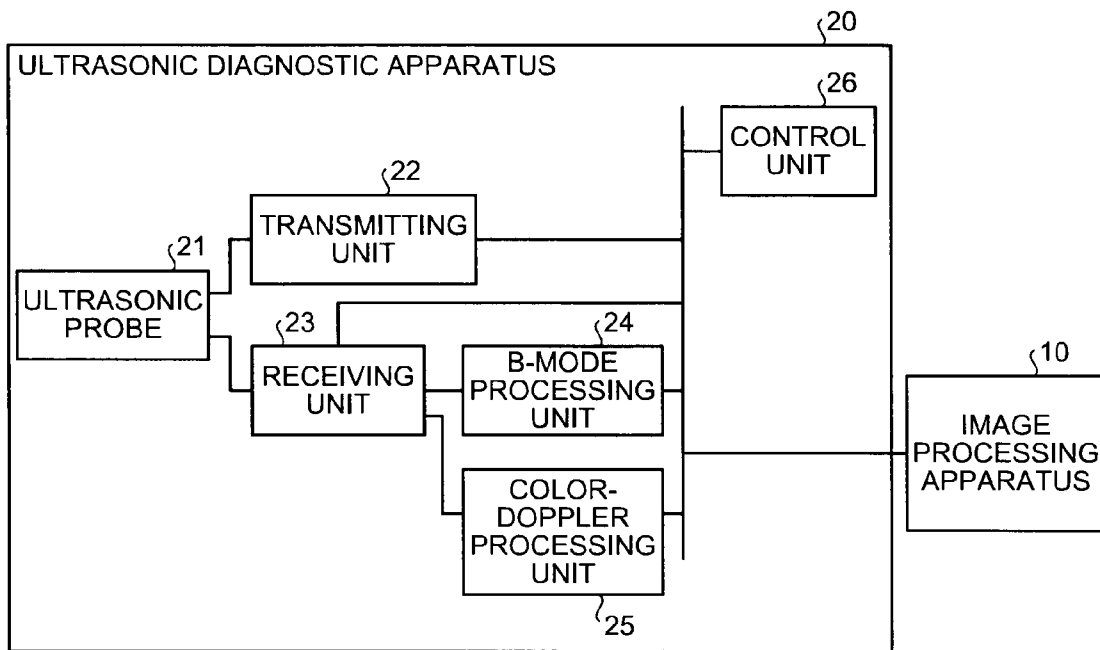 20
ULTRASONIC DIAGNOSTIC APPARATUS
26
CONTROL
UNIT
22
TRANSMITTING
UNIT
21
ULTRASONIC
PROBE
23
RECEIVING
UNIT
24
B-MODE
PROCESSING
UNIT
10
IMAGE
PROCESSING
APPARATUS
COLOR-
DOPPLER
PROCESSING
UNIT
25